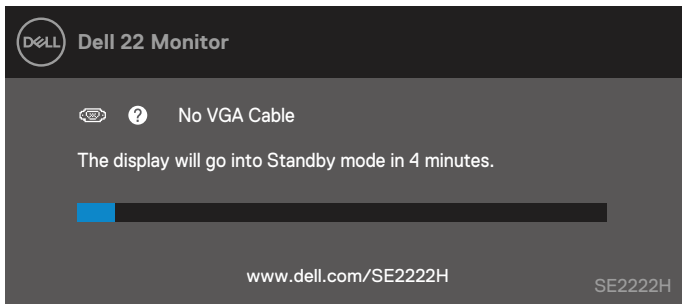 DELL
Dell 22 Monitor
? No VGA Cable
The display will go into Standby mode in 4 minutes.
www.dell.com/SE2222H
SE2222H